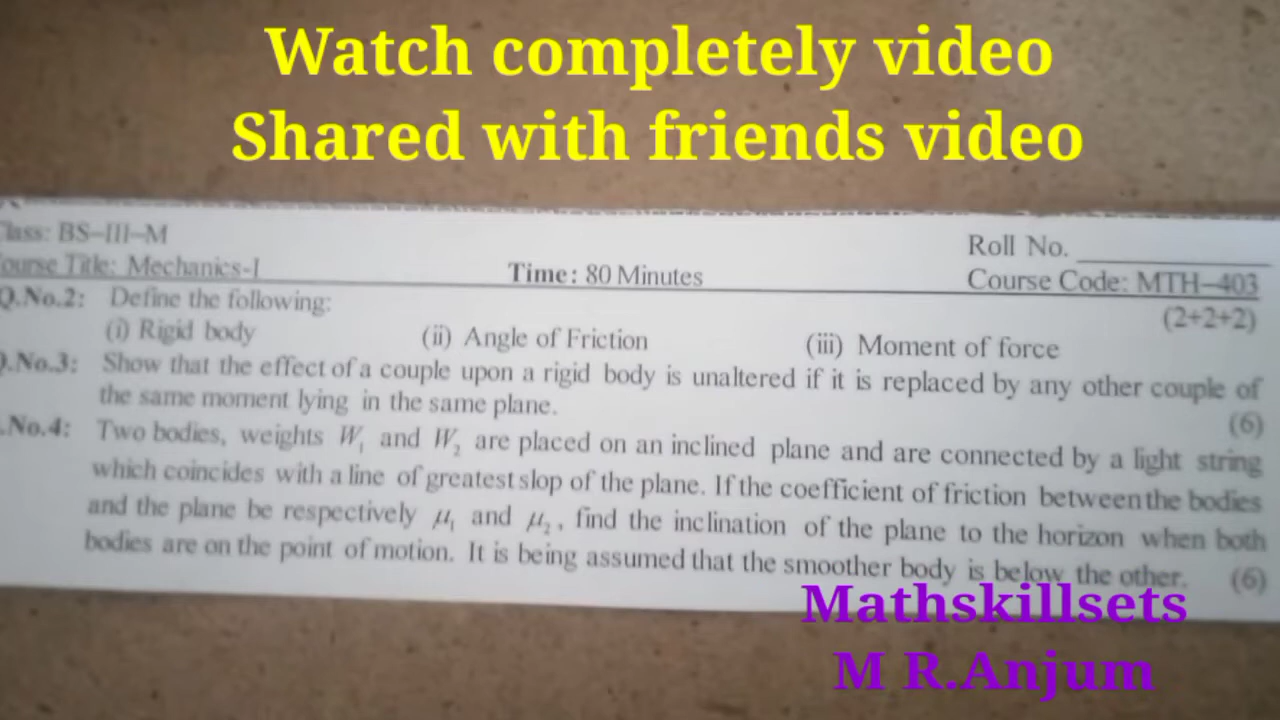 Watch completely video
Shared with friends video
Class: BS–III–M
Roll No.
Course Title: Mechanics-I
Time: 80 Minutes
Course Code: MTH–403
Q.No.2: Define the following:
(2+2+2)
(i) Rigid body (ii) Angle of Friction (iii) Moment of force
Q.No.3: Show that the effect of a couple upon a rigid body is unaltered if it is replaced by any other couple of
the same moment lying in the same plane. (6)
.No.4: Two bodies, weights W₁ and W₂ are placed on an inclined plane and are connected by a light string
which coincides with a line of greatest slop of the plane. If the coefficient of friction between the bodies
and the plane be respectively μ₁ and μ₂, find the inclination of the plane to the horizon when both
bodies are on the point of motion. It is being assumed that the smoother body is below the other. (6)
Mathskillsets
M R.Anjum